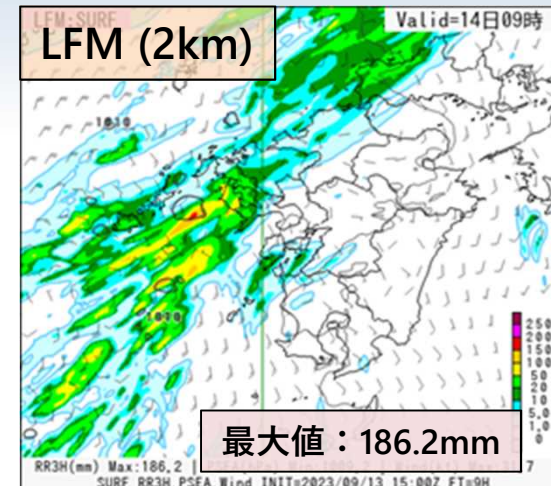 LFM:SURF
Valid=14日09時
LFM (2km)
1010
1010
250
200
150
100
50
20
10
5.0
1.0
0
最大値：186.2mm
RR3H(mm) Max:186.2
7
SURF RR3H PSEA Wind INIT=2023/09/13 15:00Z FT=9H